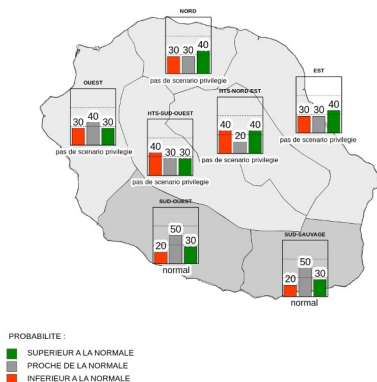 NORD
30 30 40
pas de scenario privilegie
OUEST
30 40 30
pas de scenario privilegie
HTS-NORD-EST
40 20 40
pas de scenario privilegie
EST
30 30 40
pas de scenario privilegie
HTS-SUD-OUEST
40 30 30
pas de scenario privilegie
SUD-OUEST
20 50 30
normal
SUD-SAUVAGE
20 50 30
normal
PROBABILITE :
SUPERIEUR A LA NORMALE
PROCHE DE LA NORMALE
INFERIEUR A LA NORMALE